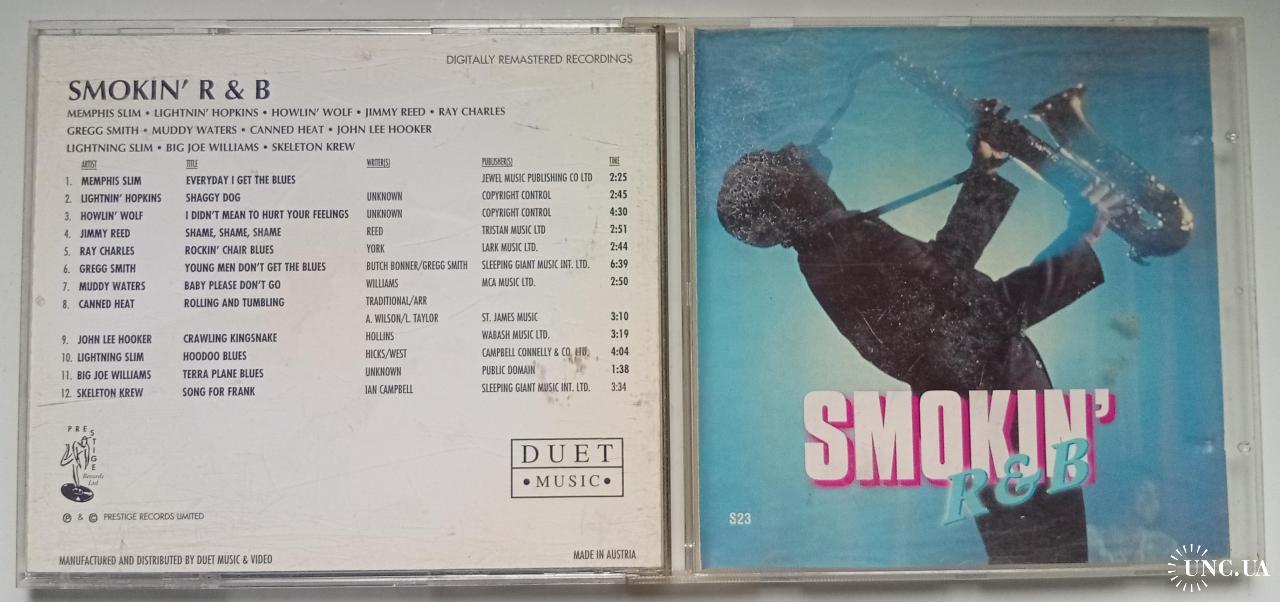 DIGITALLY REMASTERED RECORDINGS
SMOKIN' R & B
MEMPHIS SLIM • LIGHTNIN' HOPKINS • HOWLIN' WOLF • JIMMY REED • RAY CHARLES
GREGG SMITH • MUDDY WATERS • CANNED HEAT • JOHN LEE HOOKER
LIGHTNING SLIM • BIG JOE WILLIAMS • SKELETON KREW
ARTIST TITLE WRITER(S) PUBLISHER(S) TIME
1. MEMPHIS SLIM EVERYDAY I GET THE BLUES JEWEL MUSIC PUBLISHING CO LTD 2:25
2. LIGHTNIN' HOPKINS SHAGGY DOG UNKNOWN COPYRIGHT CONTROL 2:45
3. HOWLIN' WOLF I DIDN'T MEAN TO HURT YOUR FEELINGS UNKNOWN COPYRIGHT CONTROL 4:30
4. JIMMY REED SHAME, SHAME, SHAME REED TRISTAN MUSIC LTD 2:51
5. RAY CHARLES ROCKIN' CHAIR BLUES YORK LARK MUSIC LTD. 2:44
6. GREGG SMITH YOUNG MEN DON'T GET THE BLUES BUTCH BONNER/GREGG SMITH SLEEPING GIANT MUSIC INT. LTD. 6:39
7. MUDDY WATERS BABY PLEASE DON'T GO WILLIAMS MCA MUSIC LTD. 2:50
8. CANNED HEAT ROLLING AND TUMBLING TRADITIONAL/ARR
A. WILSON/L. TAYLOR ST. JAMES MUSIC 3:10
9. JOHN LEE HOOKER CRAWLING KINGSNAKE HOLLINS WABASH MUSIC LTD. 3:19
10. LIGHTNING SLIM HOODOO BLUES HICKS/WEST CAMPBELL CONNELLY & CO. LTD. 4:04
11. BIG JOE WILLIAMS TERRA PLANE BLUES UNKNOWN PUBLIC DOMAIN 1:38
12. SKELETON KREW SONG FOR FRANK IAN CAMPBELL SLEEPING GIANT MUSIC INT. LTD. 3:34
PRESTIGE
Records
Ltd
DUET
• MUSIC •
℗ & © PRESTIGE RECORDS LIMITED
MANUFACTURED AND DISTRIBUTED BY DUET MUSIC & VIDEO
MADE IN AUSTRIA
SMOKIN'
R&B
S23
UNC.UA